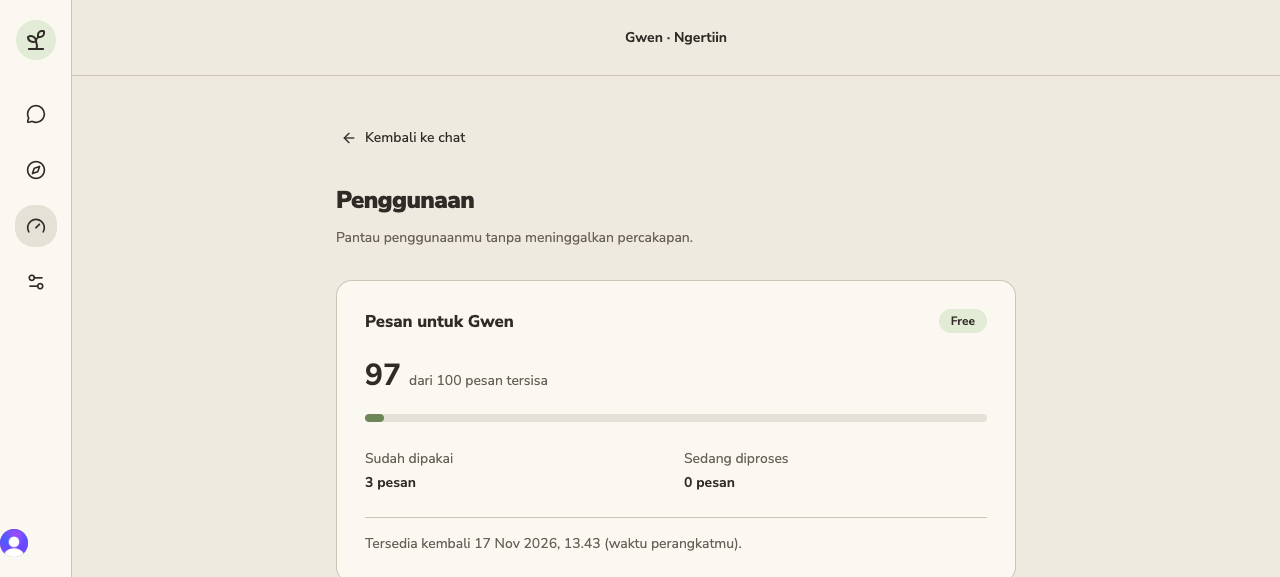 Gwen · Ngertiin
Kembali ke chat
Penggunaan
Pantau penggunaanmu tanpa meninggalkan percakapan.
Pesan untuk Gwen
Free
97 dari 100 pesan tersisa
Sudah dipakai
3 pesan
Sedang diproses
0 pesan
Tersedia kembali 17 Nov 2026, 13.43 (waktu perangkatmu).